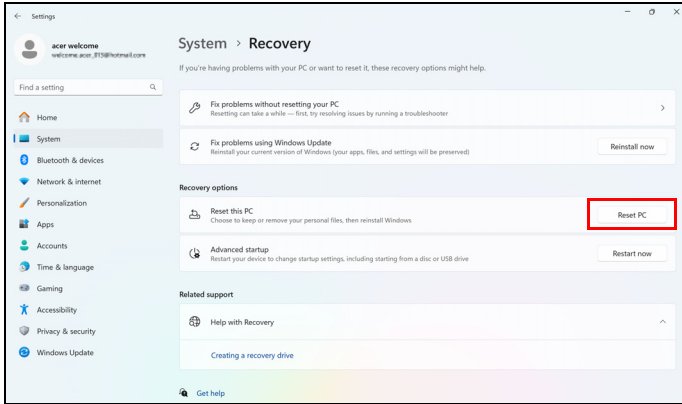 Settings
acer welcome
welcome.acer_815@hotmail.com
Find a setting
Home
System
Bluetooth & devices
Network & internet
Personalization
Apps
Accounts
Time & language
Gaming
Accessibility
Privacy & security
Windows Update
System > Recovery
If you're having problems with your PC or want to reset it, these recovery options might help.
Fix problems without resetting your PC
Resetting can take a while — first, try resolving issues by running a troubleshooter
Fix problems using Windows Update
Reinstall your current version of Windows (your apps, files, and settings will be preserved)
Reinstall now
Recovery options
Reset this PC
Choose to keep or remove your personal files, then reinstall Windows
Reset PC
Advanced startup
Restart your device to change startup settings, including starting from a disc or USB drive
Restart now
Related support
Help with Recovery
Creating a recovery drive
Get help